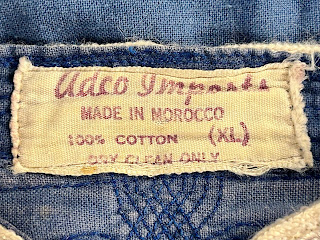 adco Imports
MADE IN MOROCCO
100% COTTON (XL)
DRY CLEAN ONLY